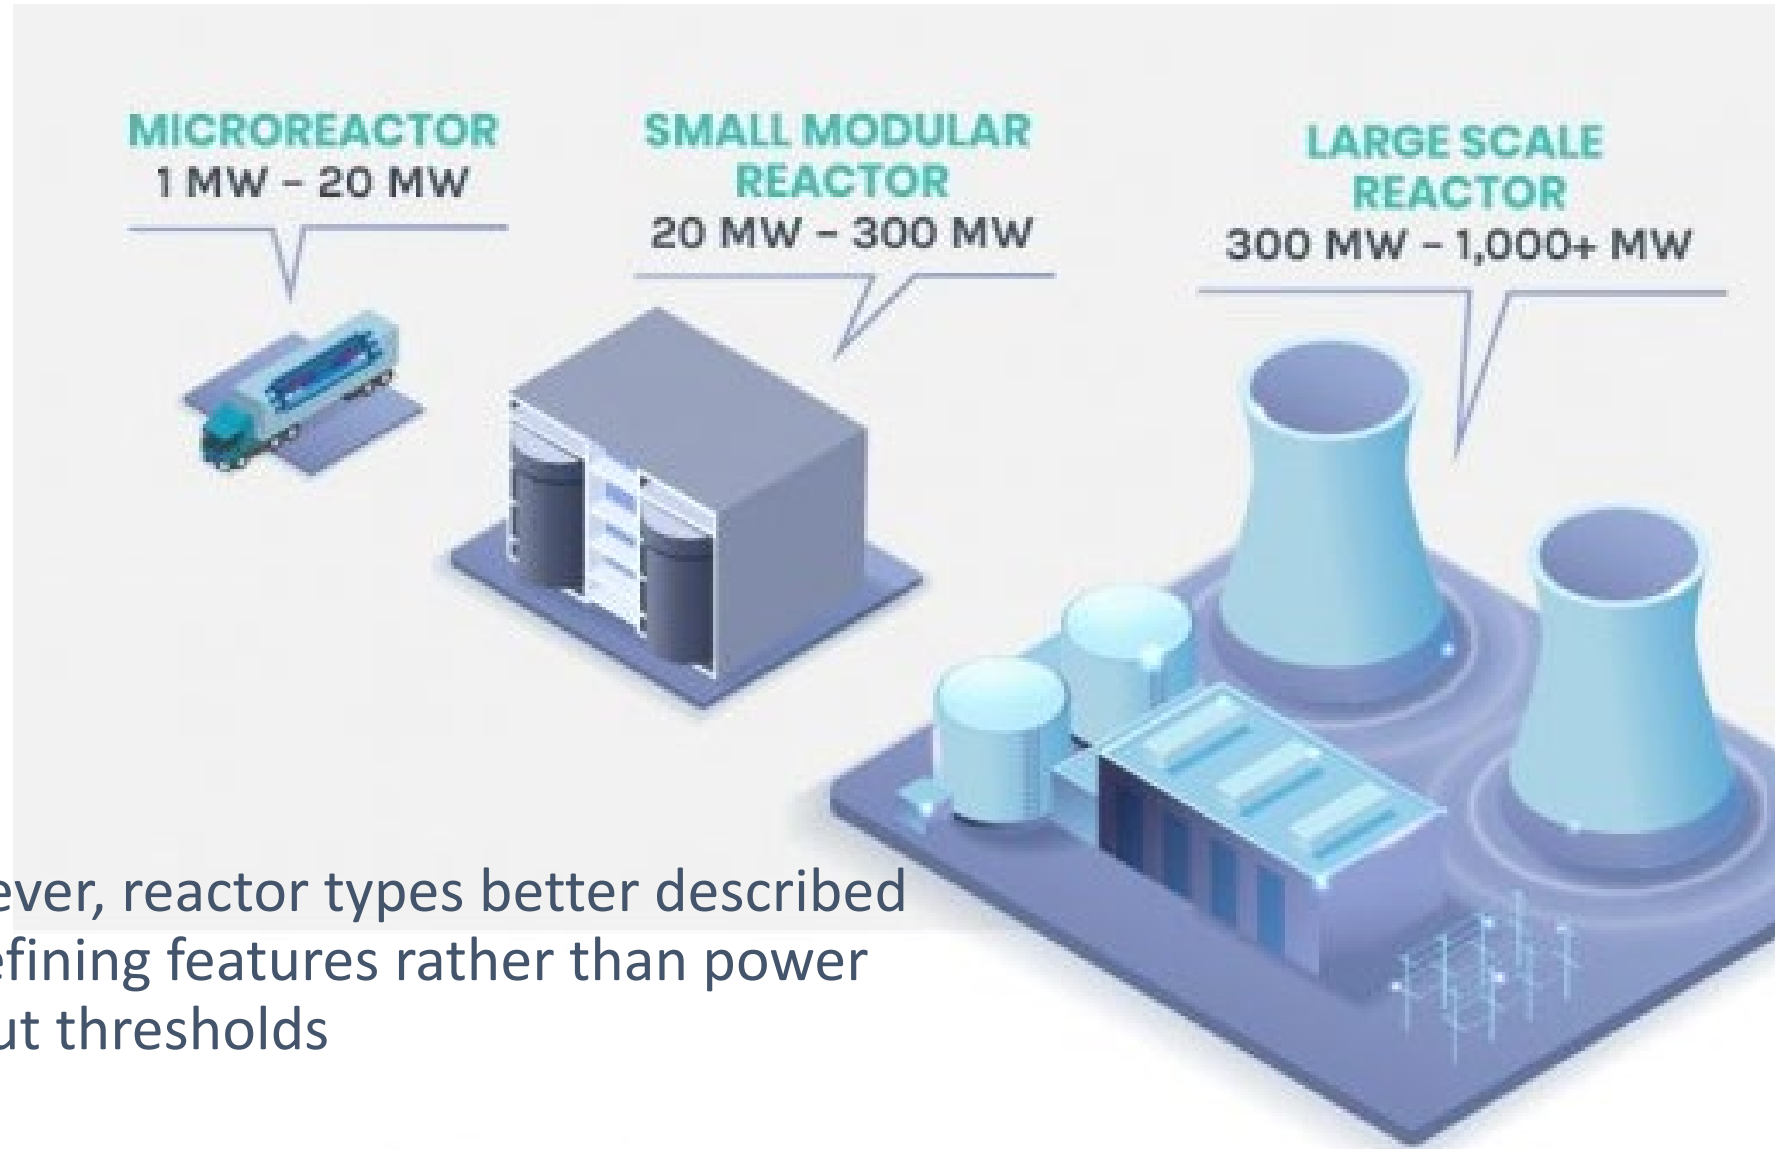 MICROREACTOR
1 MW – 20 MW
SMALL MODULAR
REACTOR
20 MW – 300 MW
LARGE SCALE
REACTOR
300 MW – 1,000+ MW
ever, reactor types better described
efining features rather than power
ut thresholds